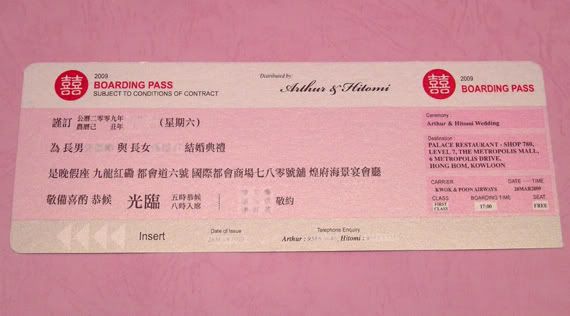 囍
2009
BOARDING PASS
SUBJECT TO CONDITIONS OF CONTRACT
Distributed by:
Arthur & Hitomi
囍
2009
BOARDING PASS
謹訂 公曆二零零九年 (星期六)
農曆己丑年
為長男 與長女 結婚典禮
是晚假座 九龍紅磡 都會道六號 國際都會商場七八零號舖 煌府海景宴會廳
敬備喜酌 恭候 光臨 五時恭候 敬約
八時入席
Insert
Date of Issue
Telephone Enquiry
Arthur : Hitomi :
Ceremony
Arthur & Hitomi Wedding
Destination
PALACE RESTAURANT - SHOP 780,
LEVEL 7, THE METROPOLIS MALL,
6 METROPOLIS DRIVE,
HONG HOM, KOWLOON
CARRIER DATE TIME
KWOK & POON AIRWAYS 28MAR2009
CLASS BOARDING TIME SEAT
FIRST CLASS 17:00 FREE